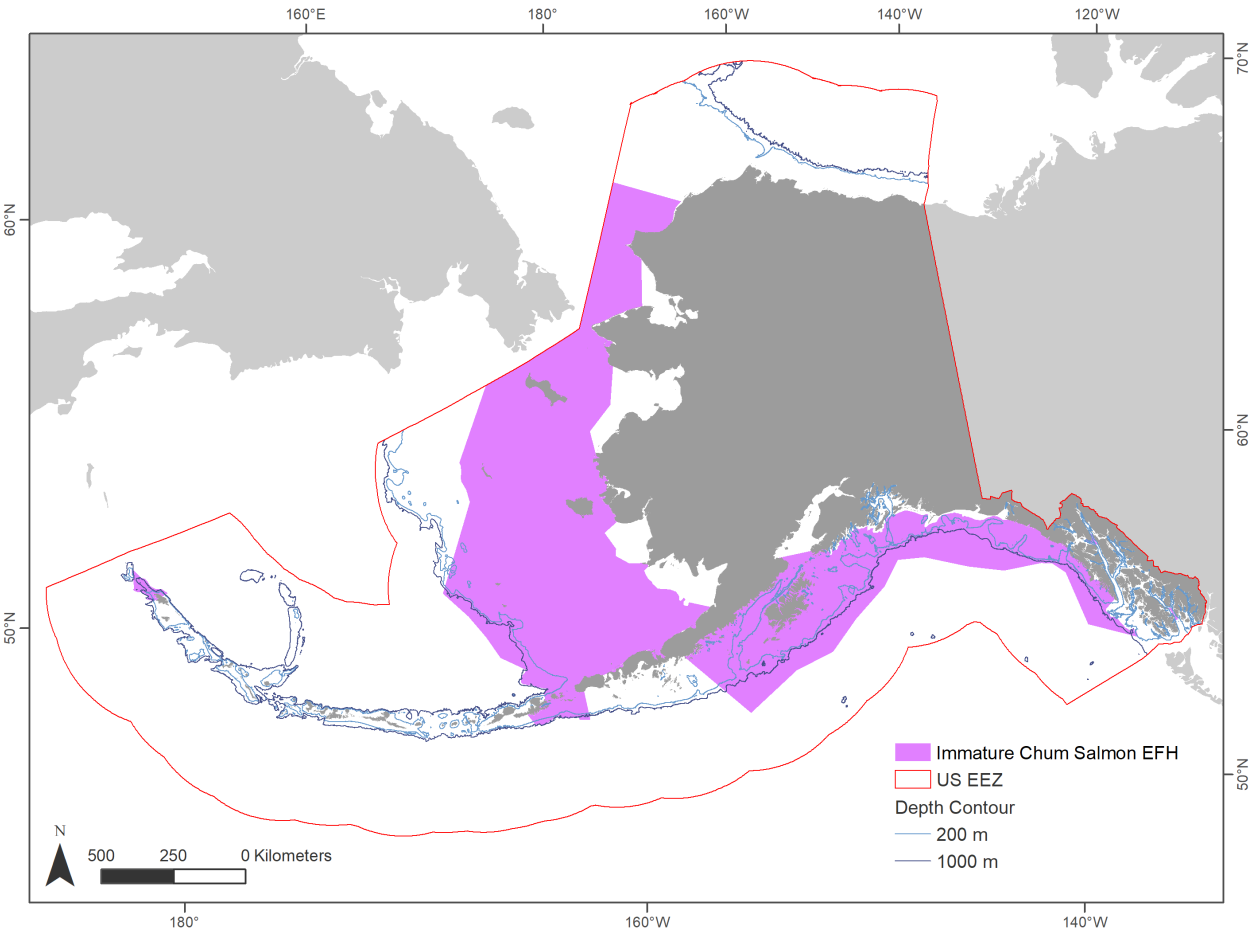 160°E 180° 160°W 140°W 120°W
70°N
60°N
60°N
50°N
50°N
Immature Chum Salmon EFH
US EEZ
Depth Contour
200 m
1000 m
N
500 250 0 Kilometers
180° 160°W 140°W